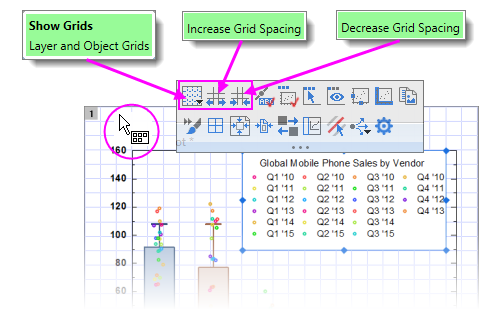 Show Grids
Layer and Object Grids
Increase Grid Spacing
Decrease Grid Spacing
ABC
1
Global Mobile Phone Sales by Vendor
Q1 '10 Q2 '10 Q3 '10 Q4 '10
Q1 '11 Q2 '11 Q3 '11 Q4 '11
Q1 '12 Q2 '12 Q3 '12 Q4 '12
Q1 '13 Q2 '13 Q3 '13 Q4 '13
Q1 '14 Q2 '14 Q3 '14
Q1 '15 Q2 '15 Q3 '15
160
140
120
100
80
60